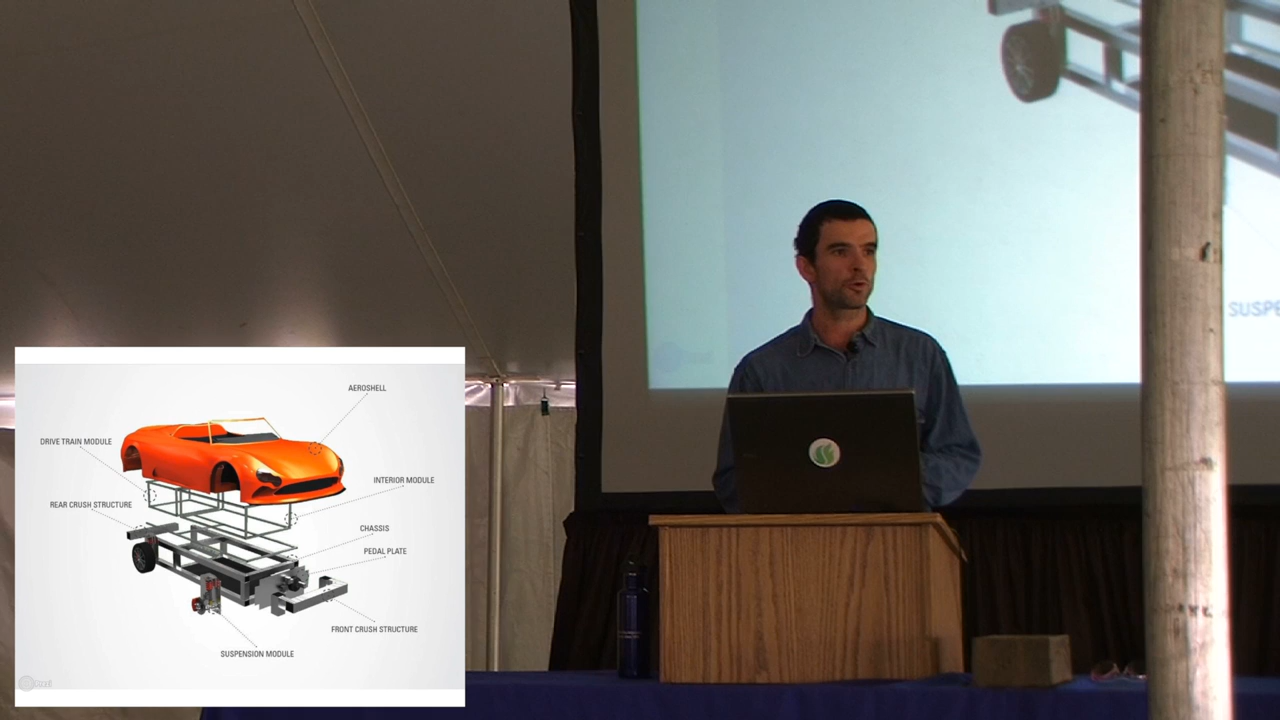 AEROSHELL
DRIVE TRAIN MODULE
INTERIOR MODULE
REAR CRUSH STRUCTURE
CHASSIS
PEDAL PLATE
FRONT CRUSH STRUCTURE
SUSPENSION MODULE
SUSPE